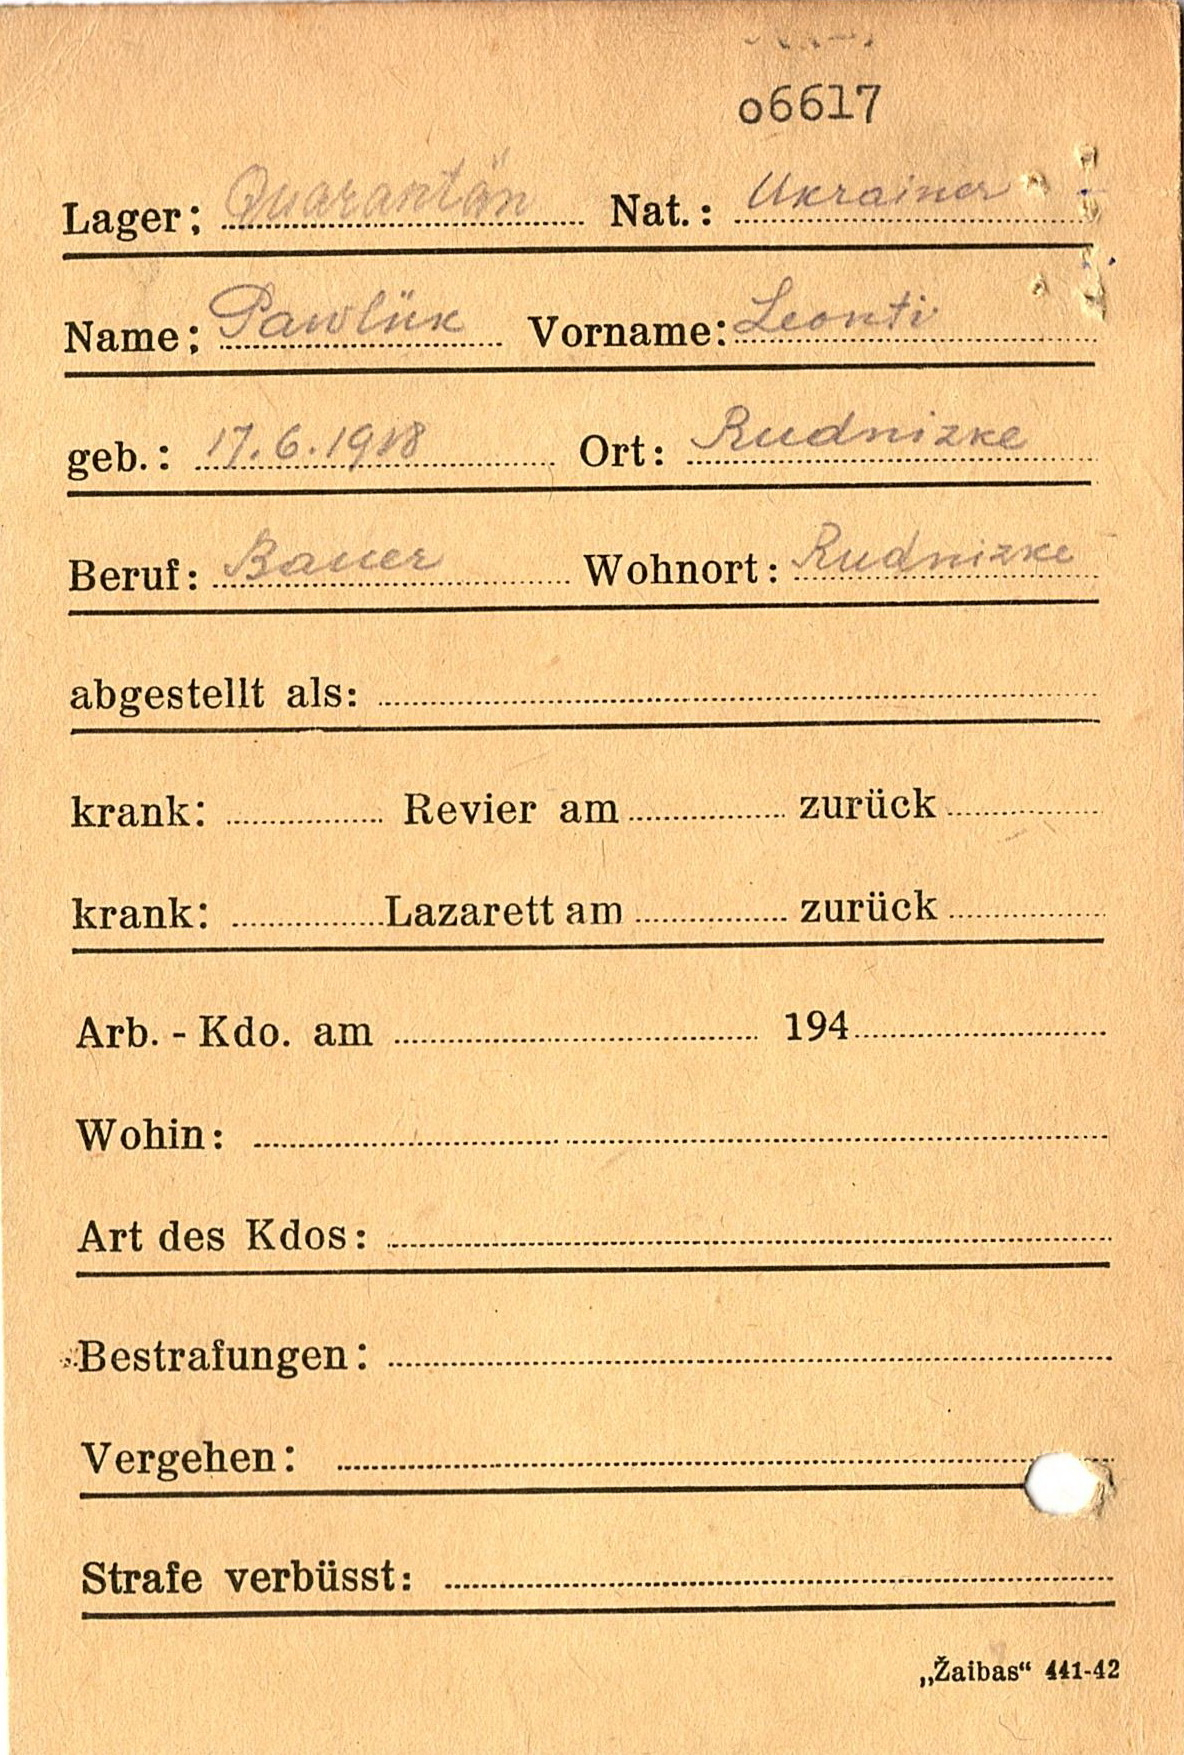 o6617
Lager: Quarantän Nat.: Ukrainer
Name: Pawlük Vorname: Leonti
geb.: 17.6.1918 Ort: Rudnizke
Beruf: Bauer Wohnort: Rudnizke
abgestellt als:
krank: Revier am zurück
krank: Lazarett am zurück
Arb. - Kdo. am 194
Wohin:
Art des Kdos:
Bestrafungen:
Vergehen:
Strafe verbüsst:
„Žaibas“ 441-42